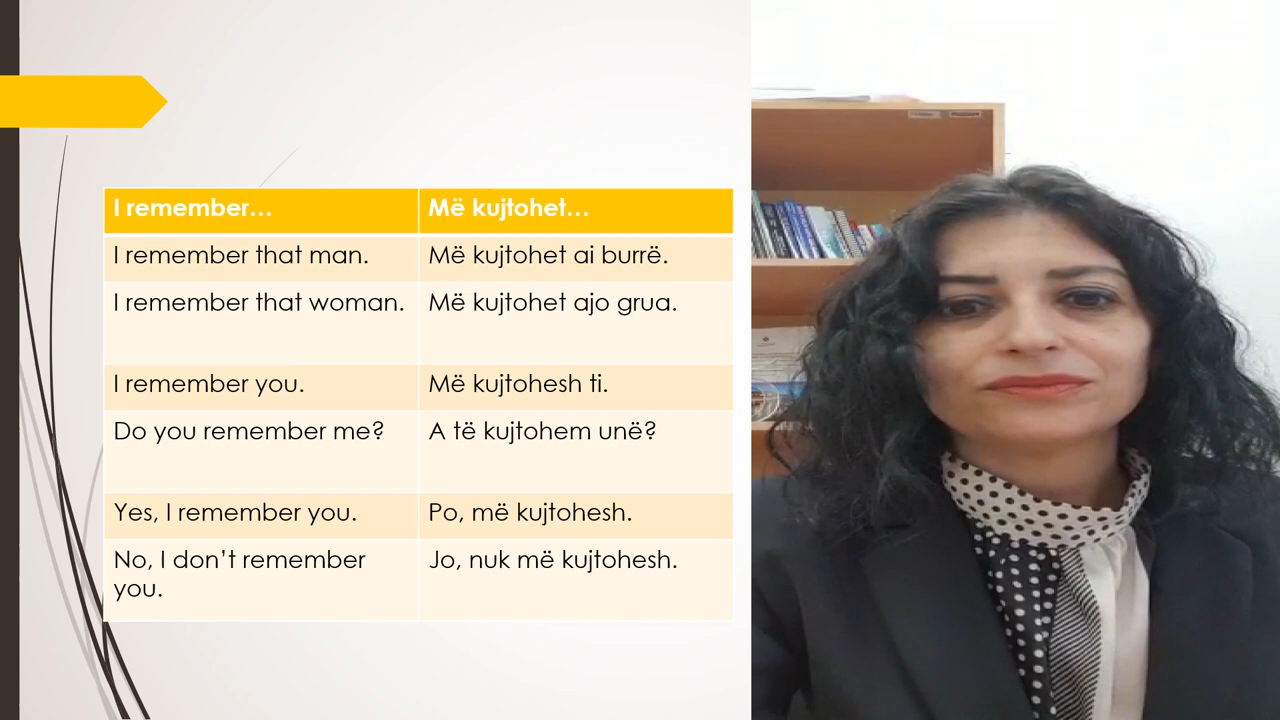 I remember… Më kujtohet…
I remember that man. Më kujtohet ai burrë.
I remember that woman. Më kujtohet ajo grua.
I remember you. Më kujtohesh ti.
Do you remember me? A të kujtohem unë?
Yes, I remember you. Po, më kujtohesh.
No, I don’t remember Jo, nuk më kujtohesh.
you.